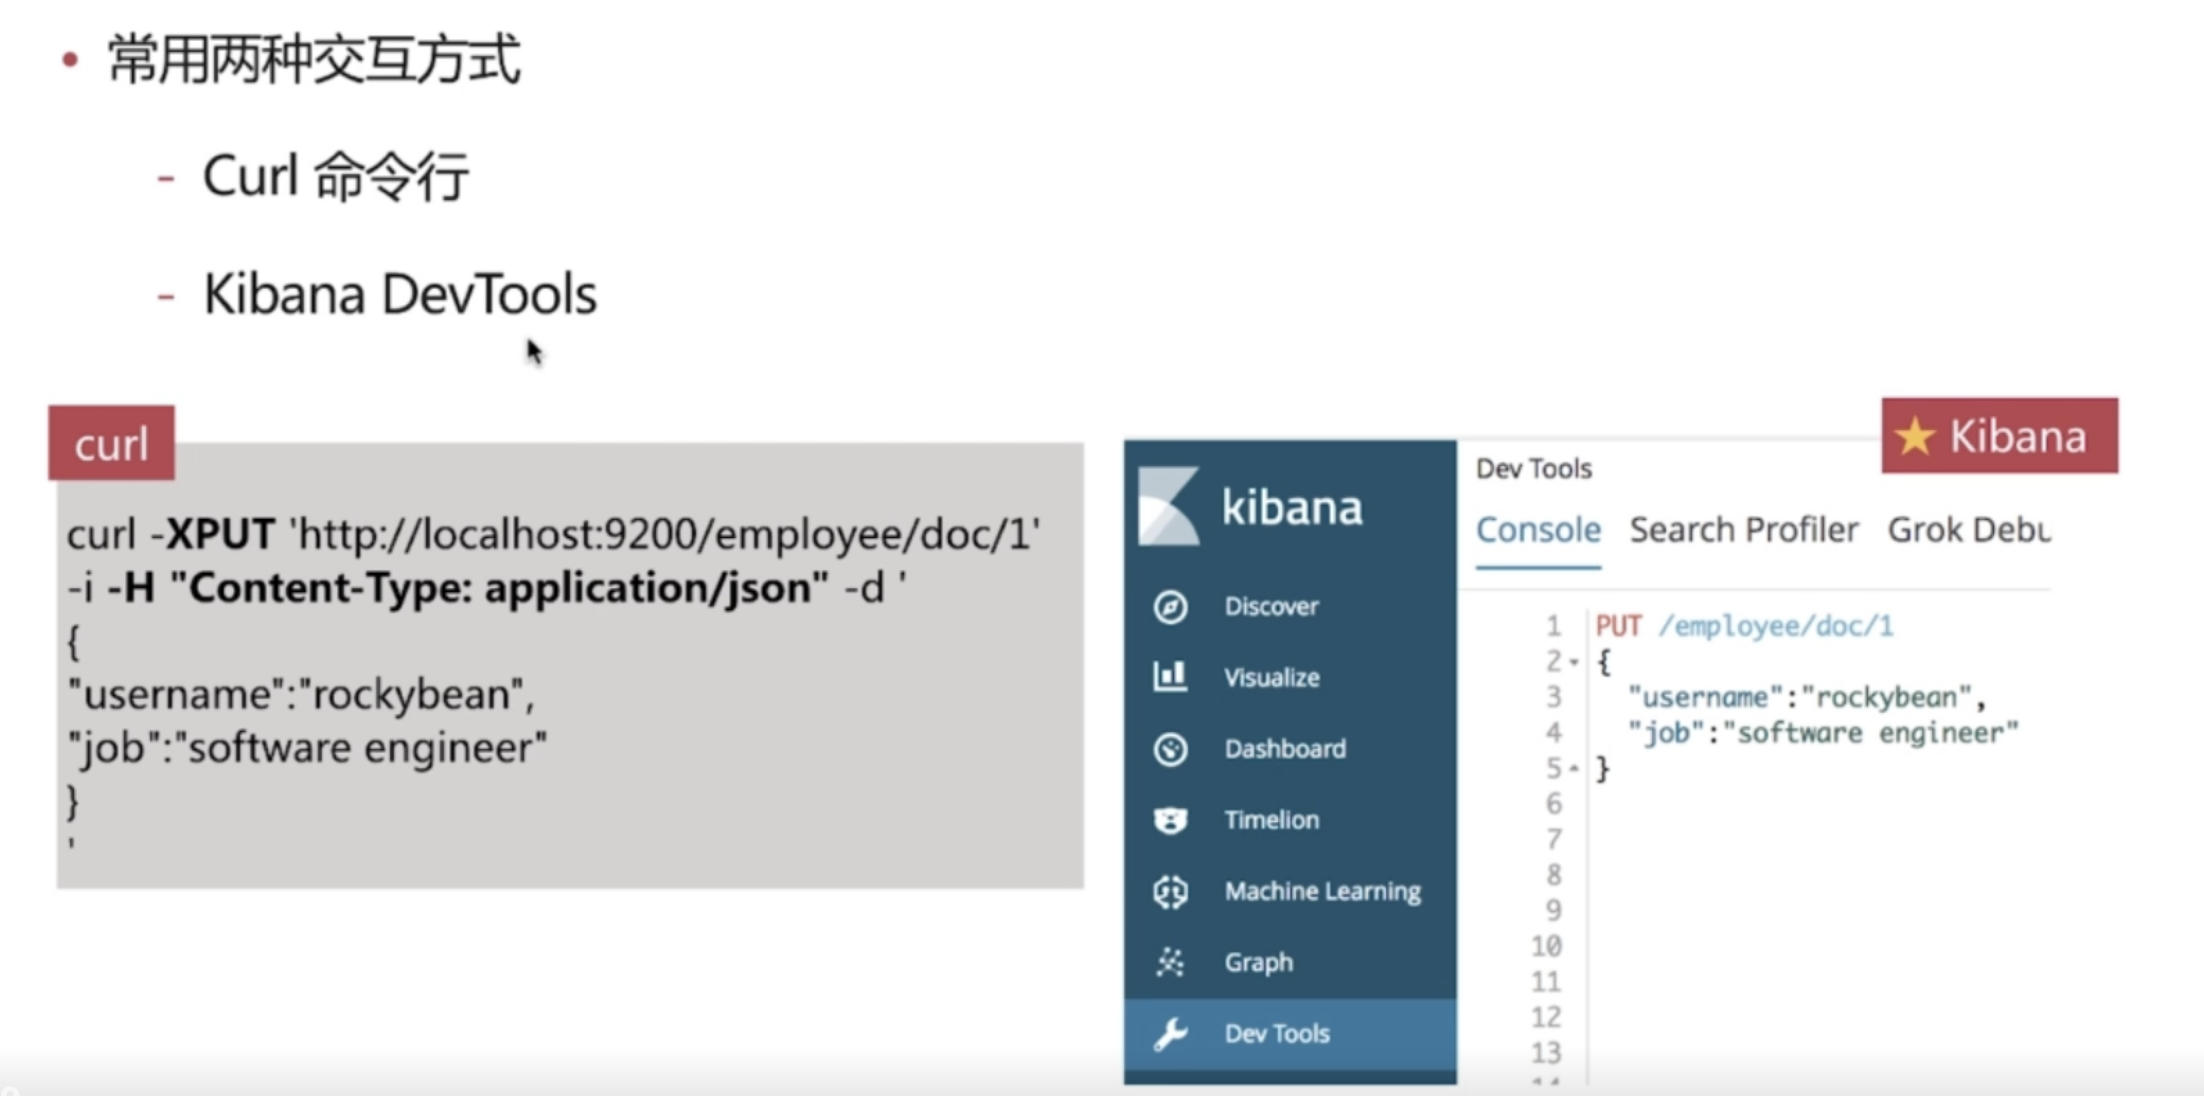 常用两种交互方式
- Curl 命令行
- Kibana DevTools
curl
curl -XPUT 'http://localhost:9200/employee/doc/1'
-i -H "Content-Type: application/json" -d '
{
"username":"rockybean",
"job":"software engineer"
}
'
★ Kibana
kibana
Discover
Visualize
Dashboard
Timelion
Machine Learning
Graph
Dev Tools
Dev Tools
Console Search Profiler Grok Debu
1 PUT /employee/doc/1
2 {
3 "username":"rockybean",
4 "job":"software engineer"
5 }
6
7
8
9
10
11
12
13